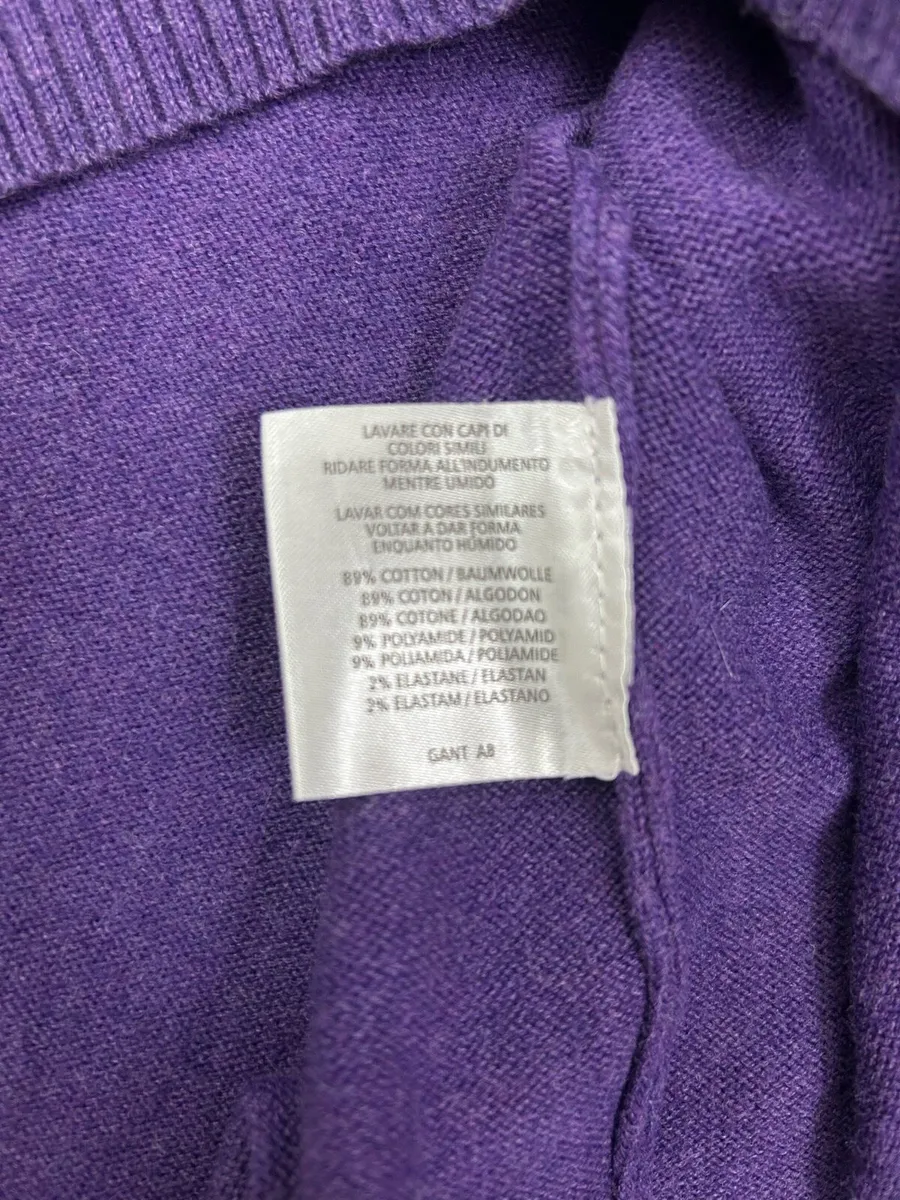 LAVARE CON CAPI DI
COLORI SIMILI
RIDARE FORMA ALL'INDUMENTO
MENTRE UMIDO
LAVAR COM CORES SIMILARES
VOLTAR A DAR FORMA
ENQUANTO HÚMIDO
89% COTTON / BAUMWOLLE
89% COTON / ALGODON
89% COTONE / ALGODAO
9% POLYAMIDE / POLYAMID
9% POLIAMIDA / POLIAMIDE
2% ELASTANE / ELASTAN
2% ELASTAM / ELASTANO
GANT AB